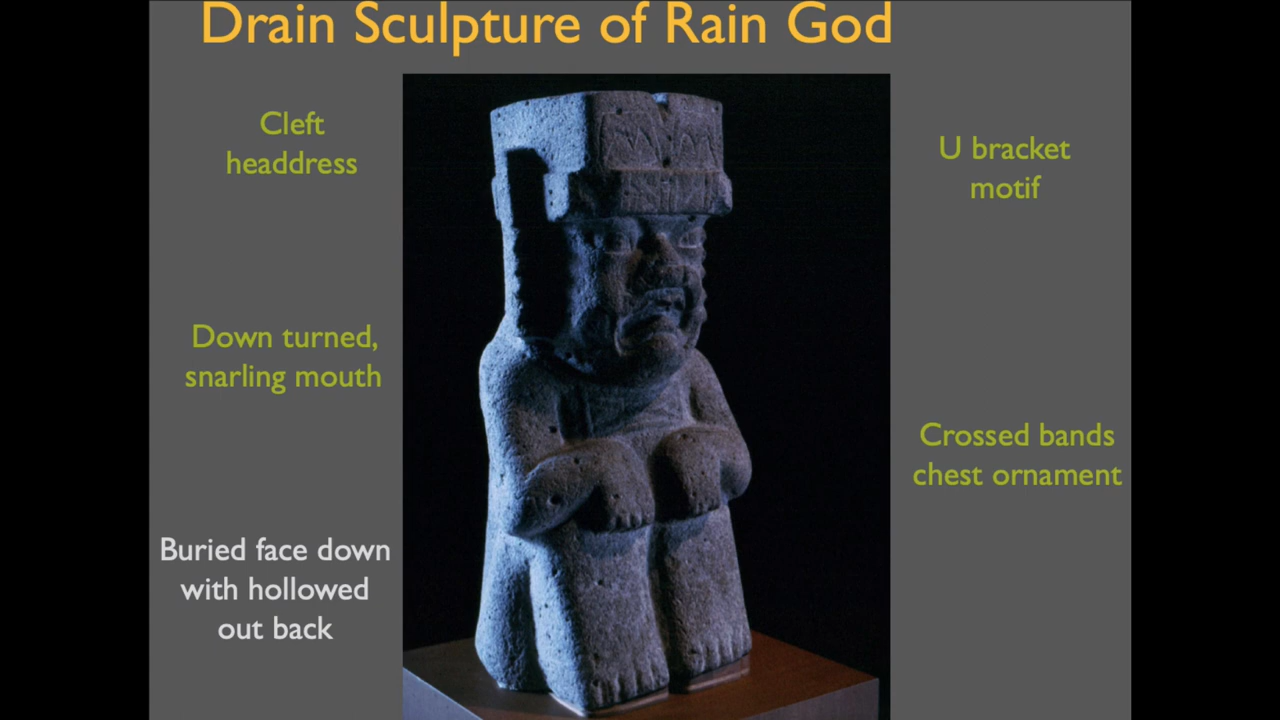 Drain Sculpture of Rain God
Cleft
headdress
U bracket
motif
Down turned,
snarling mouth
Crossed bands
chest ornament
Buried face down
with hollowed
out back